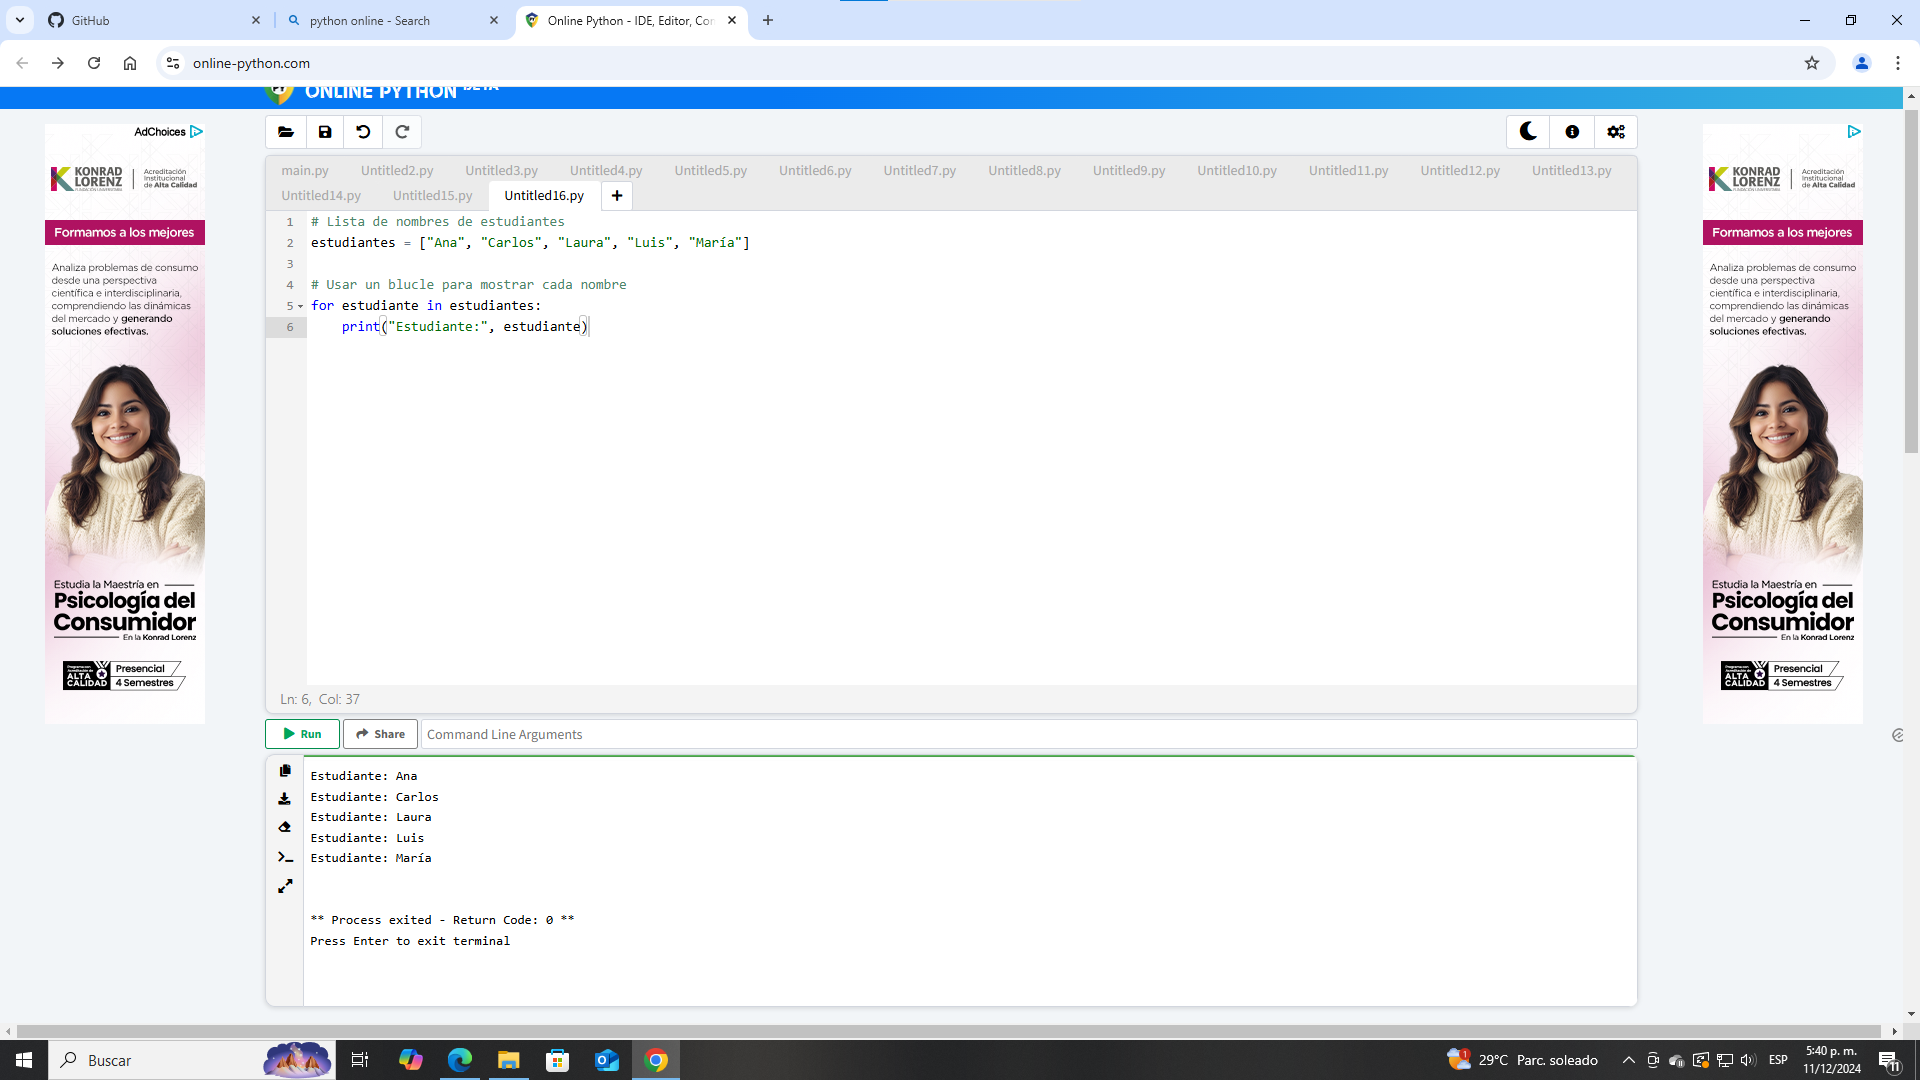 GitHub
python online - Search
Online Python - IDE, Editor, Con
online-python.com
ONLINE PYTHON BETA
AdChoices
KONRAD LORENZ
FUNDACIÓN UNIVERSITARIA
Acreditación Institucional de Alta Calidad
Formamos a los mejores
Analiza problemas de consumo
desde una perspectiva
científica e interdisciplinaria,
comprendiendo las dinámicas
del mercado y generando
soluciones efectivas.
Estudia la Maestría en
Psicología del
Consumidor
En la Konrad Lorenz
ALTA CALIDAD
Presencial
4 Semestres
main.py Untitled2.py Untitled3.py Untitled4.py Untitled5.py Untitled6.py Untitled7.py Untitled8.py Untitled9.py Untitled10.py Untitled11.py Untitled12.py Untitled13.py
Untitled14.py Untitled15.py Untitled16.py +
1 # Lista de nombres de estudiantes
2 estudiantes = ["Ana", "Carlos", "Laura", "Luis", "María"]
3
4 # Usar un blucle para mostrar cada nombre
5 for estudiante in estudiantes:
6     print("Estudiante:", estudiante)
Ln: 6, Col: 37
Run Share Command Line Arguments
Estudiante: Ana
Estudiante: Carlos
Estudiante: Laura
Estudiante: Luis
Estudiante: María
** Process exited - Return Code: 0 **
Press Enter to exit terminal
KONRAD LORENZ
FUNDACIÓN UNIVERSITARIA
Acreditación Institucional de Alta Calidad
Formamos a los mejores
Analiza problemas de consumo
desde una perspectiva
científica e interdisciplinaria,
comprendiendo las dinámicas
del mercado y generando
soluciones efectivas.
Estudia la Maestría en
Psicología del
Consumidor
En la Konrad Lorenz
ALTA CALIDAD
Presencial
4 Semestres
Buscar
1
29°C Parc. soleado
ESP
5:40 p. m.
11/12/2024
11